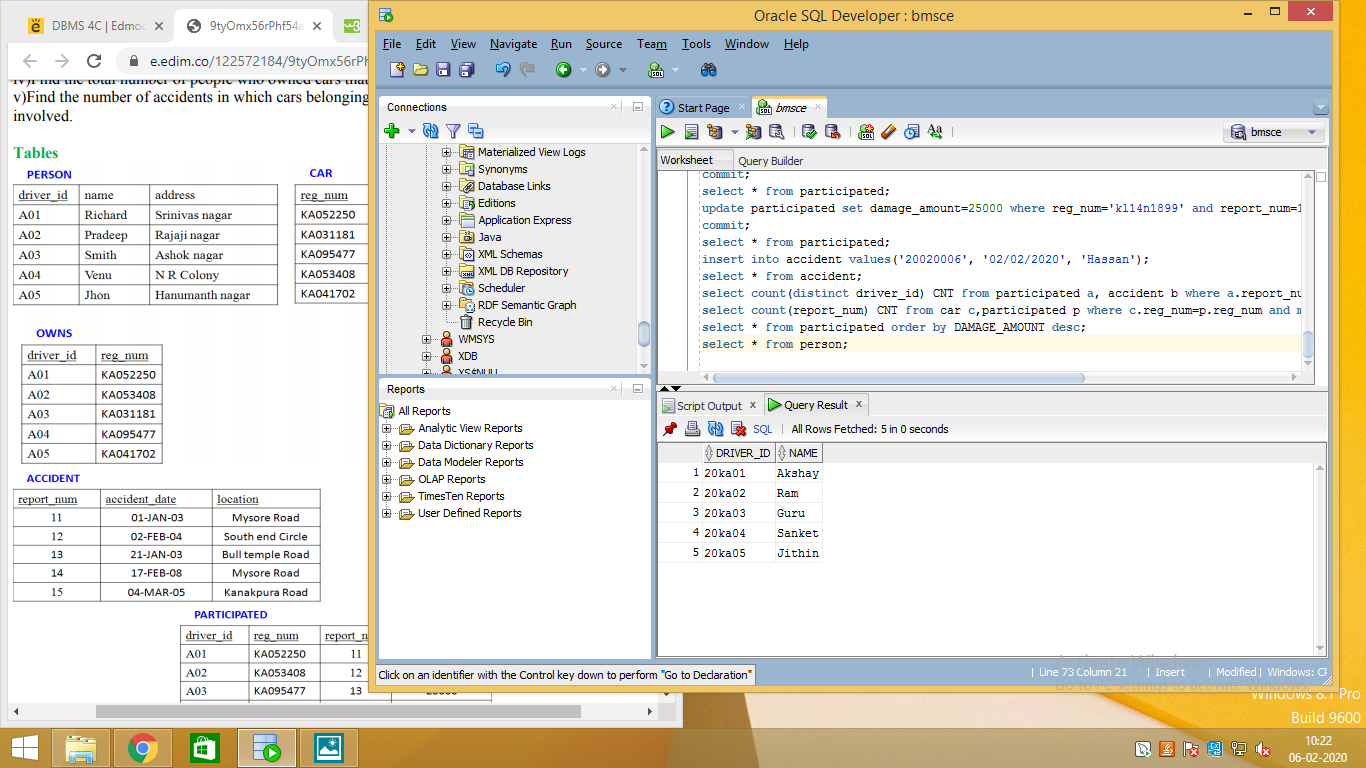 DBMS 4C | Edmo
9tyOmx56rPhf54a
Oracle SQL Developer : bmsce
e.edim.co/122572184/9tyOmx56rPh
File Edit View Navigate Run Source Team Tools Window Help
v)Find the number of accidents in which cars belonging
involved.
Tables
PERSON
driver_id name address
A01 Richard Srinivas nagar
A02 Pradeep Rajaji nagar
A03 Smith Ashok nagar
A04 Venu N R Colony
A05 Jhon Hanumanth nagar
CAR
reg_num
KA052250
KA031181
KA095477
KA053408
KA041702
OWNS
driver_id reg_num
A01 KA052250
A02 KA053408
A03 KA031181
A04 KA095477
A05 KA041702
ACCIDENT
report_num accident_date location
11 01-JAN-03 Mysore Road
12 02-FEB-04 South end Circle
13 21-JAN-03 Bull temple Road
14 17-FEB-08 Mysore Road
15 04-MAR-05 Kanakpura Road
PARTICIPATED
driver_id reg_num report_n
A01 KA052250 11
A02 KA053408 12
A03 KA095477 13
Connections
Materialized View Logs
Synonyms
Database Links
Editions
Application Express
Java
XML Schemas
XML DB Repository
Scheduler
RDF Semantic Graph
Recycle Bin
WMSYS
XDB
XS$NULL
Reports
All Reports
Analytic View Reports
Data Dictionary Reports
Data Modeler Reports
OLAP Reports
TimesTen Reports
User Defined Reports
Start Page bmsce
bmsce
Worksheet Query Builder
commit;
select * from participated;
update participated set damage_amount=25000 where reg_num='kl14n1899' and report_num=1
commit;
select * from participated;
insert into accident values('20020006', '02/02/2020', 'Hassan');
select * from accident;
select count(distinct driver_id) CNT from participated a, accident b where a.report_nu
select count(report_num) CNT from car c,participated p where c.reg_num=p.reg_num and m
select * from participated order by DAMAGE_AMOUNT desc;
select * from person;
Script Output x Query Result x
SQL | All Rows Fetched: 5 in 0 seconds
DRIVER_ID NAME
1 20ka01 Akshay
2 20ka02 Ram
3 20ka03 Guru
4 20ka04 Sanket
5 20ka05 Jithin
Click on an identifier with the Control key down to perform "Go to Declaration"
Line 73 Column 21 | Insert | Modified | Windows: CR
Activate Windows
Go to PC settings to activate Windows.
Windows 8.1 Pro
Build 9600
10:22
06-02-2020